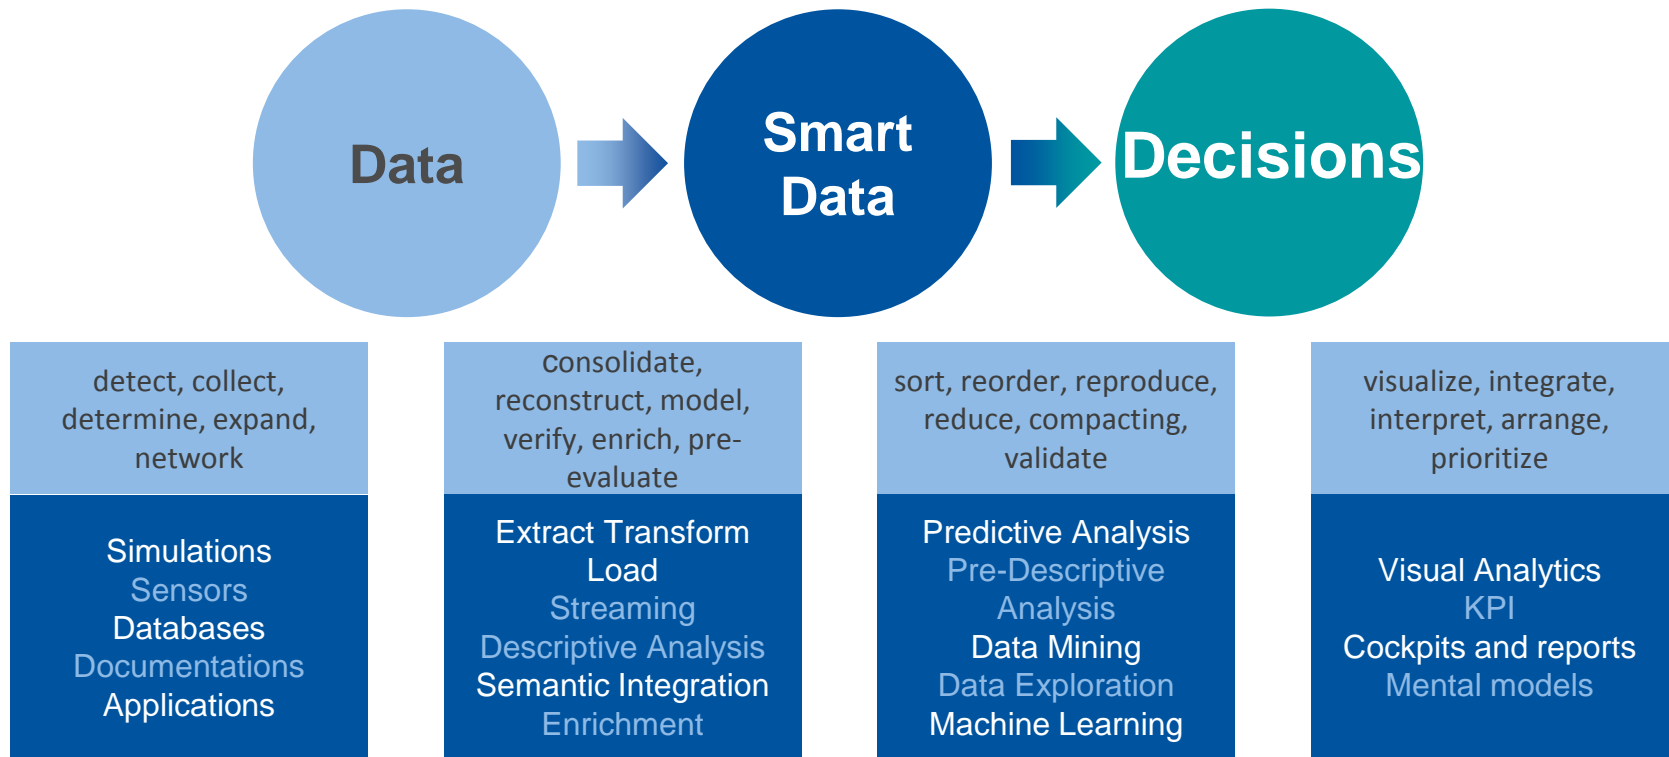 Data
Smart
Data
Decisions
detect, collect,
determine, expand,
network
consolidate,
reconstruct, model,
verify, enrich, pre-
evaluate
sort, reorder, reproduce,
reduce, compacting,
validate
visualize, integrate,
interpret, arrange,
prioritize
Simulations
Sensors
Databases
Documentations
Applications
Extract Transform
Load
Streaming
Descriptive Analysis
Semantic Integration
Enrichment
Predictive Analysis
Pre-Descriptive
Analysis
Data Mining
Data Exploration
Machine Learning
Visual Analytics
KPI
Cockpits and reports
Mental models